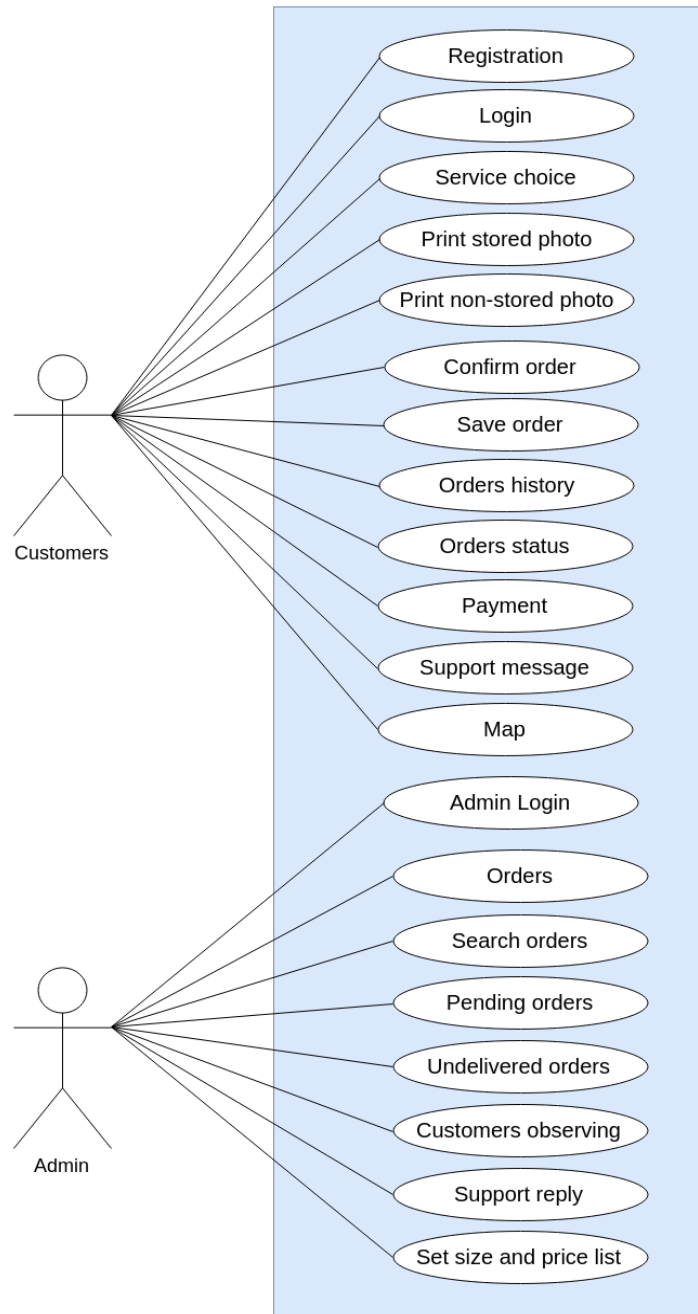 Registration
Login
Service choice
Print stored photo
Print non-stored photo
Confirm order
Save order
Orders history
Orders status
Customers
Payment
Support message
Map
Admin Login
Orders
Search orders
Pending orders
Undelivered orders
Customers observing
Admin
Support reply
Set size and price list